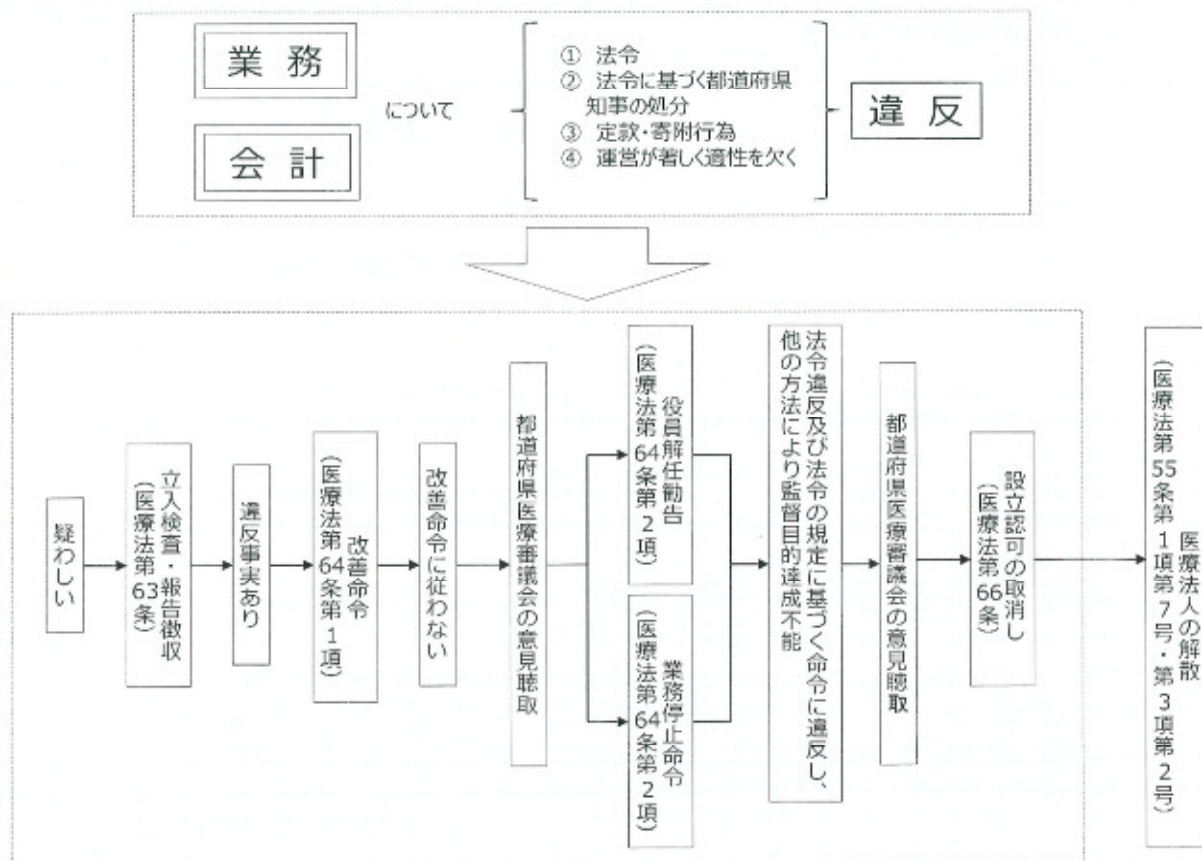 業務
会計
について
① 法令
② 法令に基づく都道府県
知事の処分
③ 定款・寄附行為
④ 運営が著しく適性を欠く
違反
疑わしい
立入検査・報告徴収
(医療法第63条)
違反事実あり
改善命令
(医療法第64条第1項)
改善命令に従わない
都道府県医療審議会の意見聴取
役員解任勧告
(医療法第64条第2項)
業務停止命令
(医療法第64条第2項)
法令違反及び法令の規定に基づく命令に違反し、
他の方法により監督目的達成不能
都道府県医療審議会の意見聴取
設立認可の取消し
(医療法第66条)
医療法人の解散
(医療法第55条第1項第7号・第3項第2号)